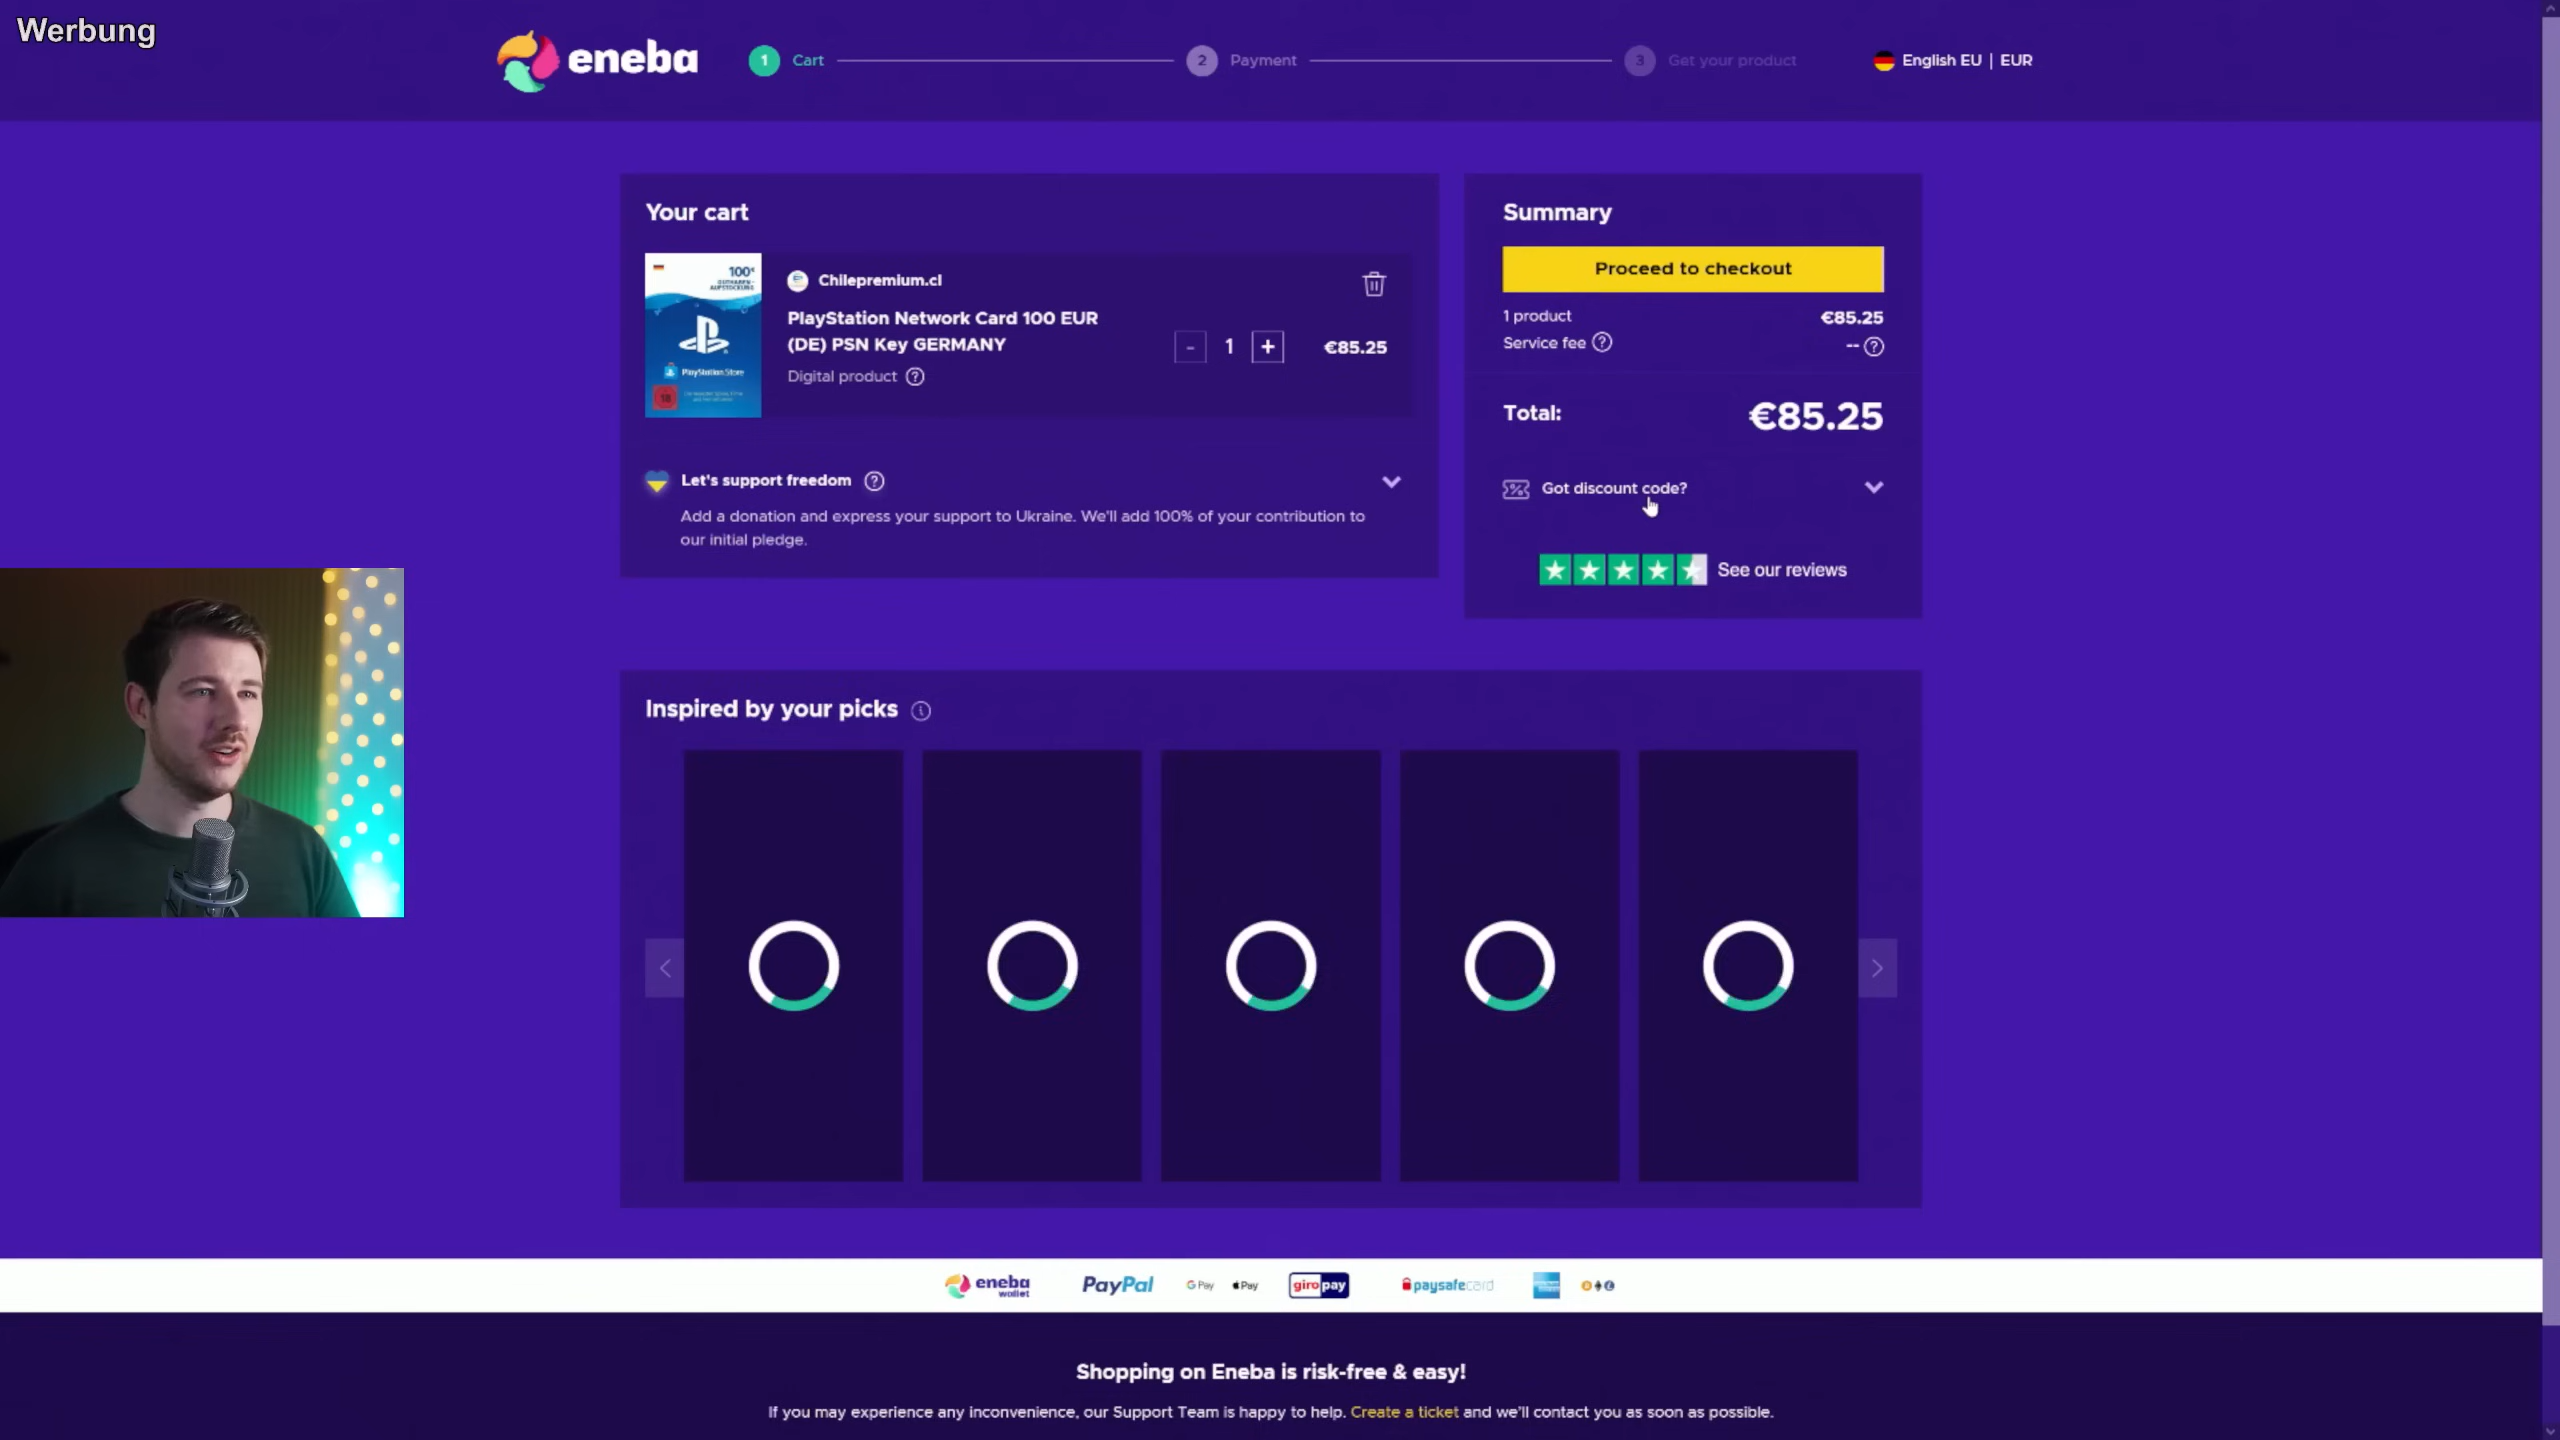 Werbung
eneba
1 Cart
2 Payment
3 Get your product
English EU | EUR
Your cart
Summary
Proceed to checkout
100€
Chilepremium.cl
PlayStation Network Card 100 EUR
(DE) PSN Key GERMANY
Digital product ?
PlayStation Store
18
- 1 +
€85.25
1 product €85.25
Service fee ? -- ?
Total: €85.25
Let's support freedom ?
Add a donation and express your support to Ukraine. We'll add 100% of your contribution to
our initial pledge.
Got discount code?
See our reviews
Inspired by your picks
eneba wallet
PayPal
G Pay
Pay
giropay
paysafecard
Shopping on Eneba is risk-free & easy!
If you may experience any inconvenience, our Support Team is happy to help. Create a ticket and we'll contact you as soon as possible.